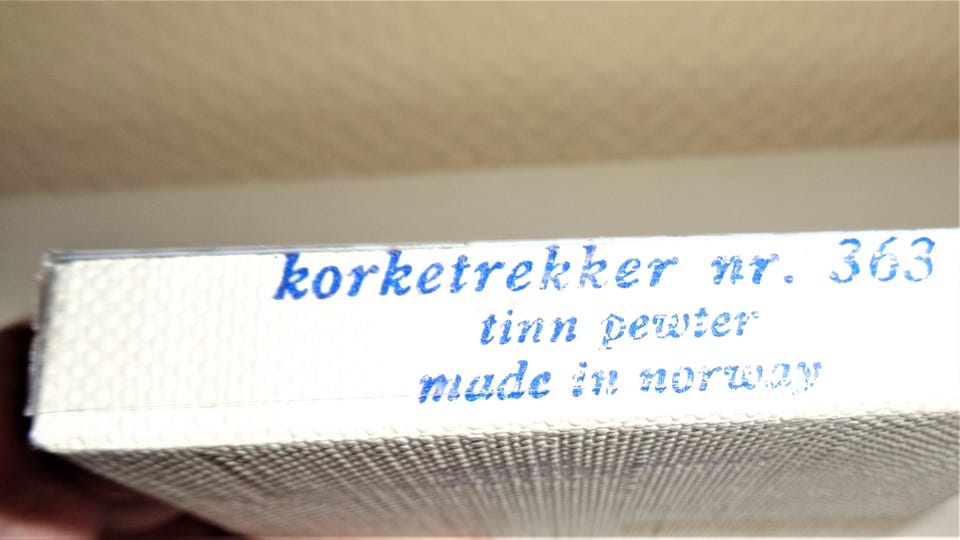 korketrekker nr. 363
tinn pewter
made in norway